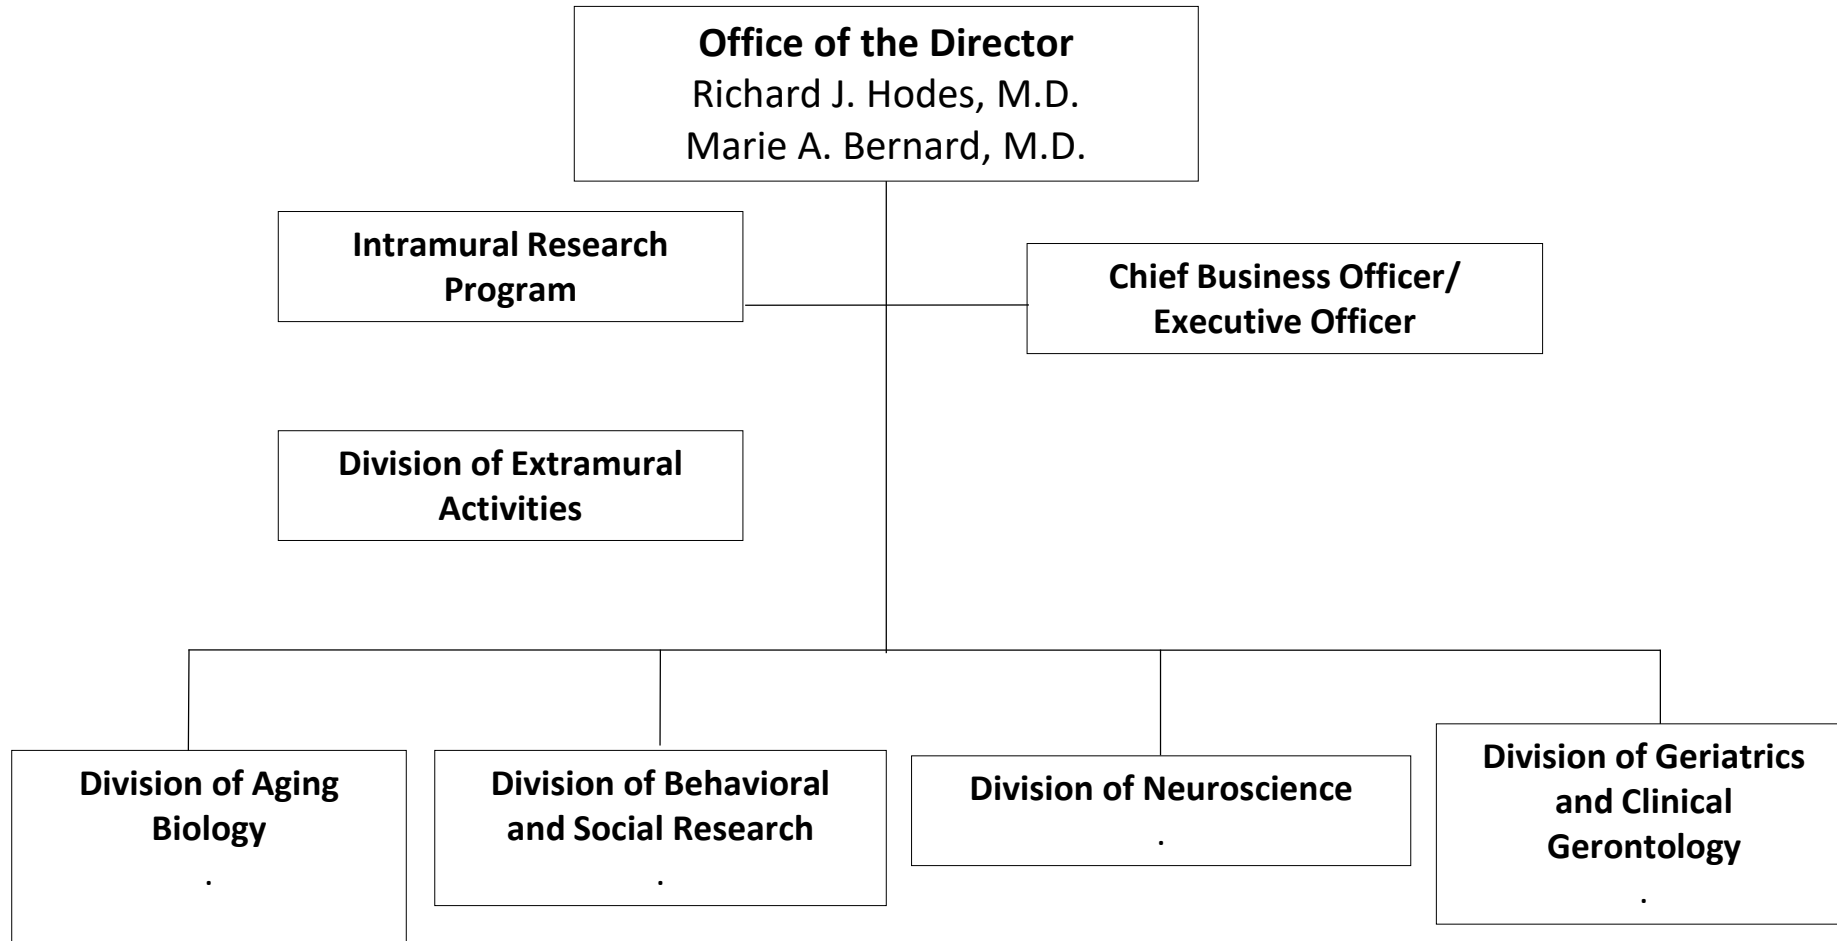 Office of the Director
Richard J. Hodes, M.D.
Marie A. Bernard, M.D.
Intramural Research
Program
Chief Business Officer/
Executive Officer
Division of Extramural
Activities
Division of Aging
Biology
.
Division of Behavioral
and Social Research
.
Division of Neuroscience
.
Division of Geriatrics
and Clinical
Gerontology
.